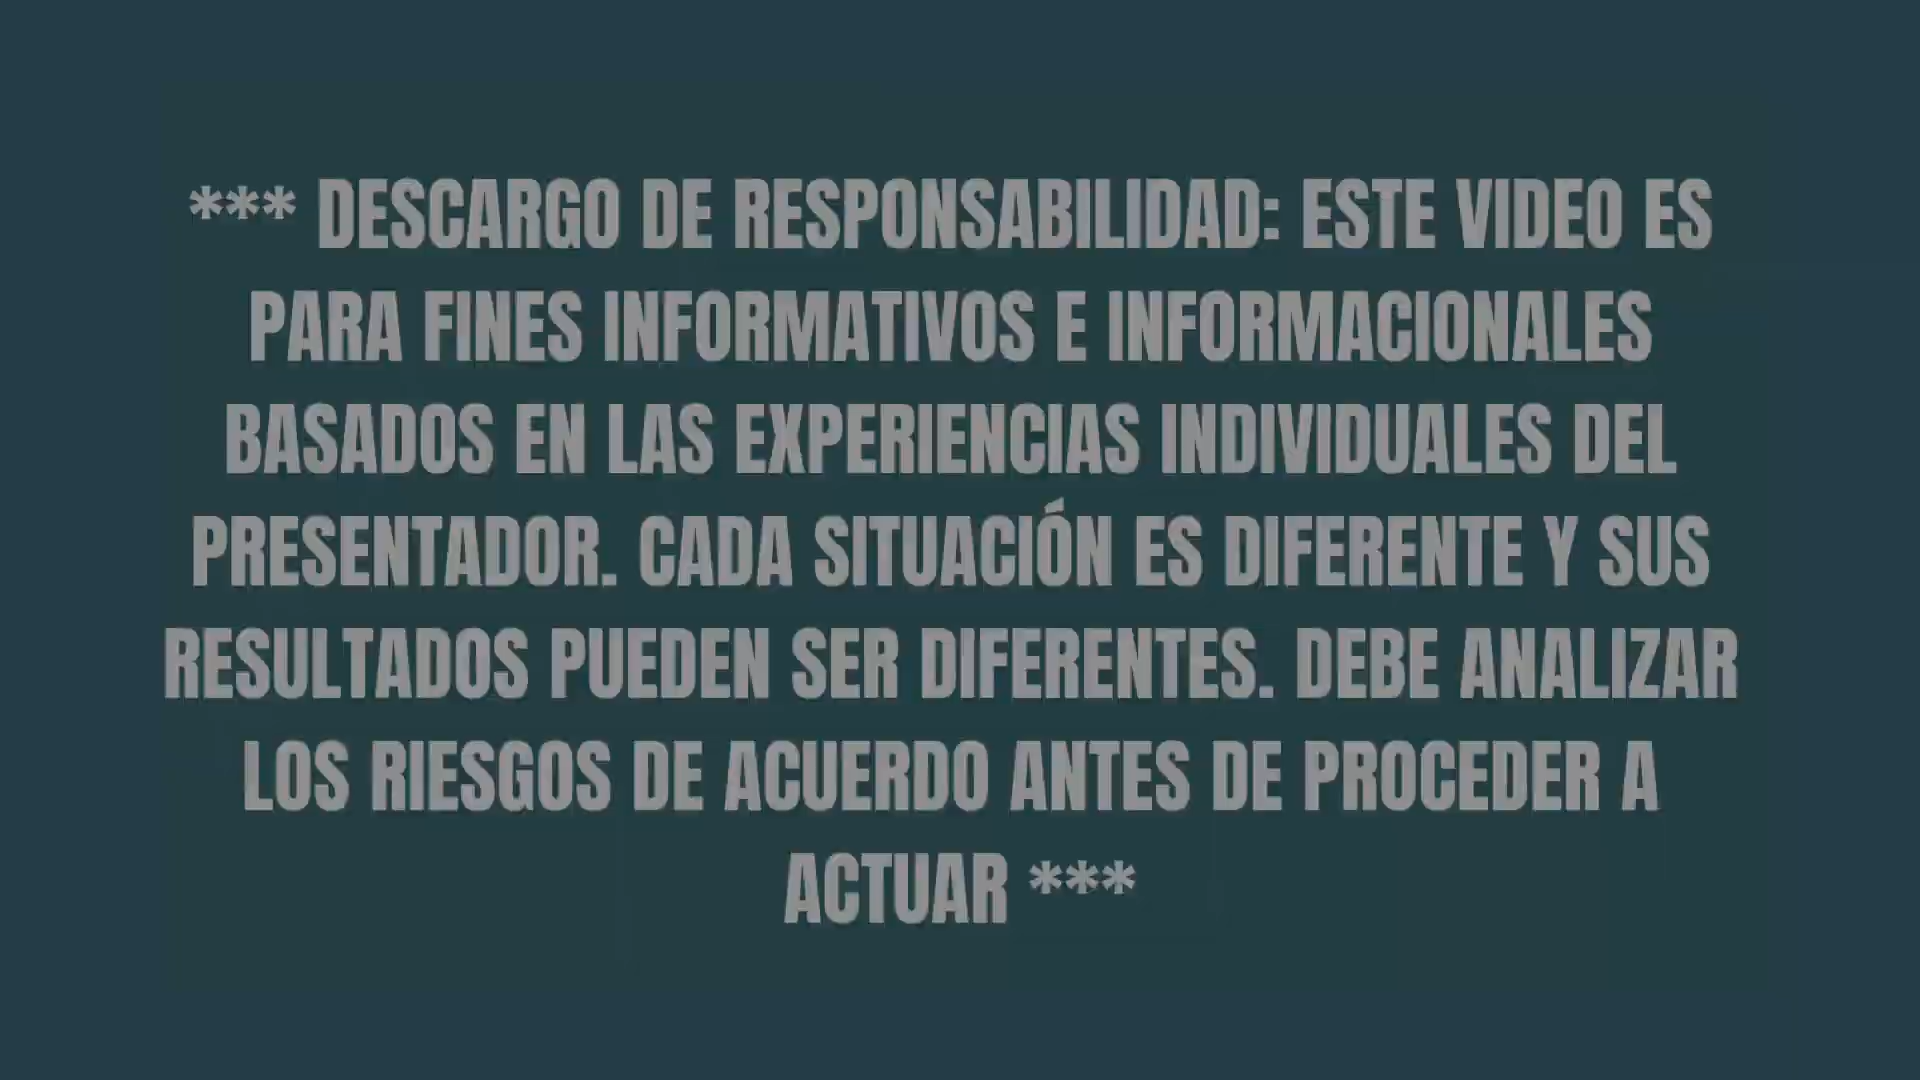 *** DESCARGO DE RESPONSABILIDAD: ESTE VIDEO ES
PARA FINES INFORMATIVOS E INFORMACIONALES
BASADOS EN LAS EXPERIENCIAS INDIVIDUALES DEL
PRESENTADOR. CADA SITUACIÓN ES DIFERENTE Y SUS
RESULTADOS PUEDEN SER DIFERENTES. DEBE ANALIZAR
LOS RIESGOS DE ACUERDO ANTES DE PROCEDER A
ACTUAR ***